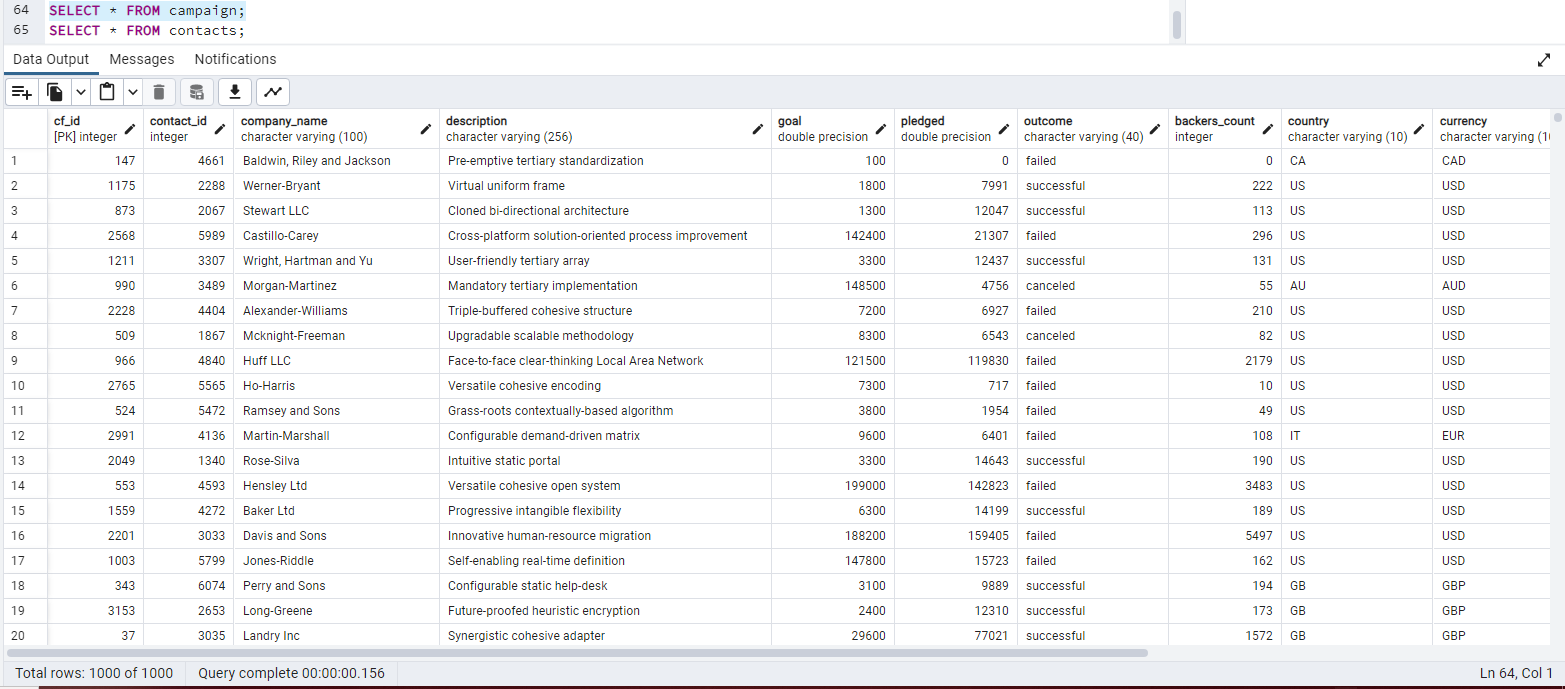 64 SELECT * FROM campaign;
65 SELECT * FROM contacts;
Data Output Messages Notifications
cf_id contact_id company_name description goal pledged outcome backers_count country currency
[PK] integer integer character varying (100) character varying (256) double precision double precision character varying (40) integer character varying (10) character varying (10
1 147 4661 Baldwin, Riley and Jackson Pre-emptive tertiary standardization 100 0 failed 0 CA CAD
2 1175 2288 Werner-Bryant Virtual uniform frame 1800 7991 successful 222 US USD
3 873 2067 Stewart LLC Cloned bi-directional architecture 1300 12047 successful 113 US USD
4 2568 5989 Castillo-Carey Cross-platform solution-oriented process improvement 142400 21307 failed 296 US USD
5 1211 3307 Wright, Hartman and Yu User-friendly tertiary array 3300 12437 successful 131 US USD
6 990 3489 Morgan-Martinez Mandatory tertiary implementation 148500 4756 canceled 55 AU AUD
7 2228 4404 Alexander-Williams Triple-buffered cohesive structure 7200 6927 failed 210 US USD
8 509 1867 Mcknight-Freeman Upgradable scalable methodology 8300 6543 canceled 82 US USD
9 966 4840 Huff LLC Face-to-face clear-thinking Local Area Network 121500 119830 failed 2179 US USD
10 2765 5565 Ho-Harris Versatile cohesive encoding 7300 717 failed 10 US USD
11 524 5472 Ramsey and Sons Grass-roots contextually-based algorithm 3800 1954 failed 49 US USD
12 2991 4136 Martin-Marshall Configurable demand-driven matrix 9600 6401 failed 108 IT EUR
13 2049 1340 Rose-Silva Intuitive static portal 3300 14643 successful 190 US USD
14 553 4593 Hensley Ltd Versatile cohesive open system 199000 142823 failed 3483 US USD
15 1559 4272 Baker Ltd Progressive intangible flexibility 6300 14199 successful 189 US USD
16 2201 3033 Davis and Sons Innovative human-resource migration 188200 159405 failed 5497 US USD
17 1003 5799 Jones-Riddle Self-enabling real-time definition 147800 15723 failed 162 US USD
18 343 6074 Perry and Sons Configurable static help-desk 3100 9889 successful 194 GB GBP
19 3153 2653 Long-Greene Future-proofed heuristic encryption 2400 12310 successful 173 GB GBP
20 37 3035 Landry Inc Synergistic cohesive adapter 29600 77021 successful 1572 GB GBP
Total rows: 1000 of 1000 Query complete 00:00:00.156 Ln 64, Col 1